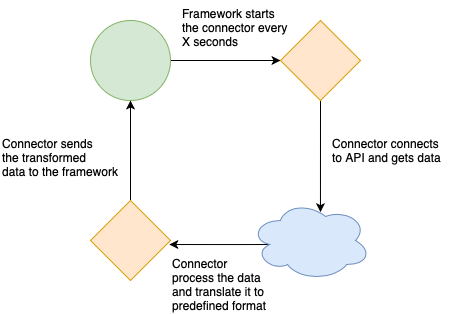 Framework starts
the connector every
X seconds
Connector connects
to API and gets data
Connector
process the data
and translate it to
predefined format
Connector sends
the transformed
data to the framework